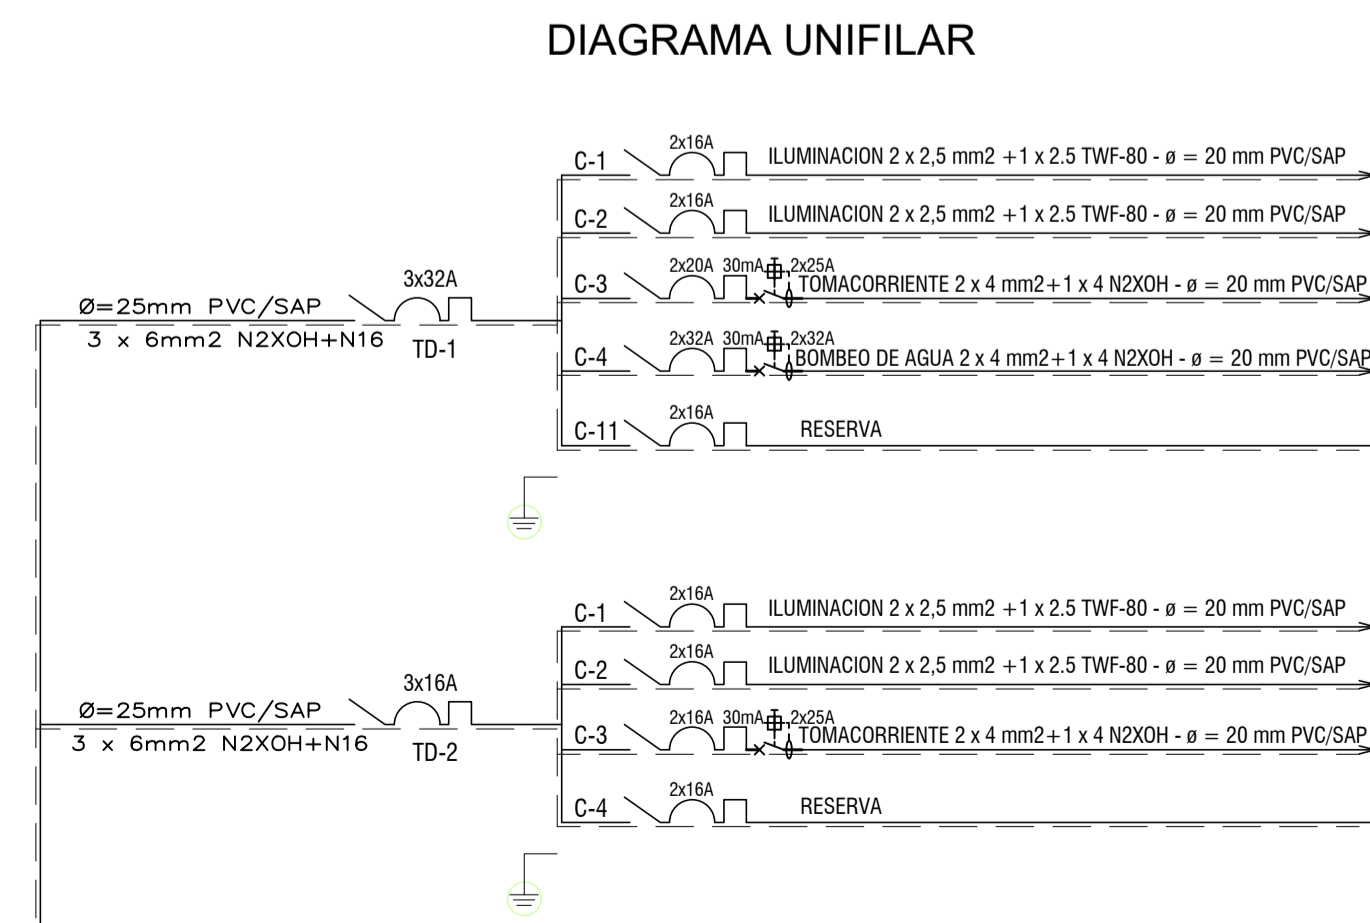 DIAGRAMA UNIFILAR
C-1 2x16A ILUMINACION 2 x 2,5 mm2 +1 x 2.5 TWF-80 - ø = 20 mm PVC/SAP
C-2 2x16A ILUMINACION 2 x 2,5 mm2 +1 x 2.5 TWF-80 - ø = 20 mm PVC/SAP
C-3 2x20A 30mA 2x25A TOMACORRIENTE 2 x 4 mm2+1 x 4 N2XOH - ø = 20 mm PVC/SAP
Ø=25mm PVC/SAP 3x32A
3 x 6mm2 N2XOH+N16 TD-1
C-4 2x32A 30mA 2x32A BOMBEO DE AGUA 2 x 4 mm2+1 x 4 N2XOH - ø = 20 mm PVC/SAP
C-11 2x16A RESERVA
C-1 2x16A ILUMINACION 2 x 2,5 mm2 +1 x 2.5 TWF-80 - ø = 20 mm PVC/SAP
C-2 2x16A ILUMINACION 2 x 2,5 mm2 +1 x 2.5 TWF-80 - ø = 20 mm PVC/SAP
Ø=25mm PVC/SAP 3x16A
3 x 6mm2 N2XOH+N16 TD-2
C-3 2x16A 30mA 2x25A TOMACORRIENTE 2 x 4 mm2+1 x 4 N2XOH - ø = 20 mm PVC/SAP
C-4 2x16A RESERVA